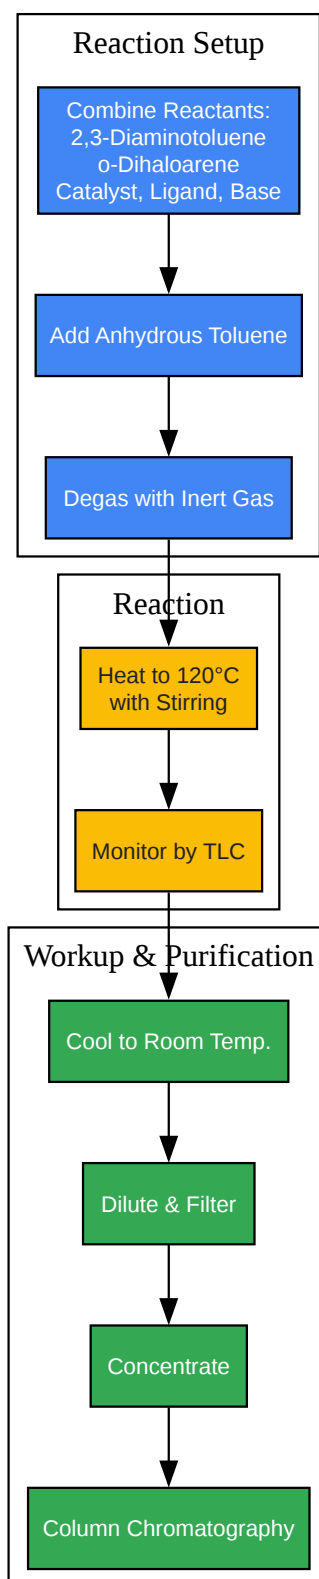 Reaction Setup
Combine Reactants:
2,3-Diaminotoluene
o-Dihaloarene
Catalyst, Ligand, Base
Add Anhydrous Toluene
Degas with Inert Gas
Reaction
Heat to 120°C
with Stirring
Monitor by TLC
Workup & Purification
Cool to Room Temp.
Dilute & Filter
Concentrate
Column Chromatography